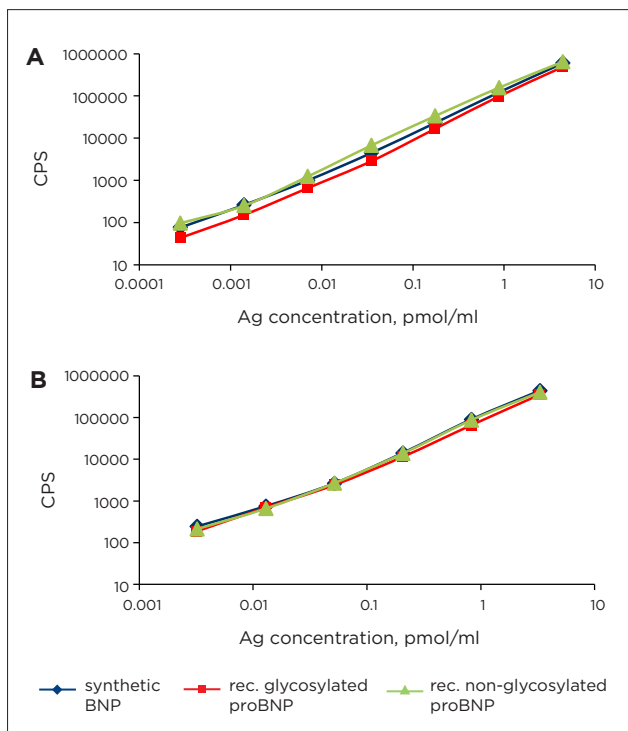 A
1000000
100000
10000
1000
100
10
CPS
0.0001 0.001 0.01 0.1 1 10
Ag concentration, pmol/ml
B
1000000
100000
10000
1000
100
10
CPS
0.001 0.01 0.1 1 10
Ag concentration, pmol/ml
synthetic
BNP
rec. glycosylated
proBNP
rec. non-glycosylated
proBNP